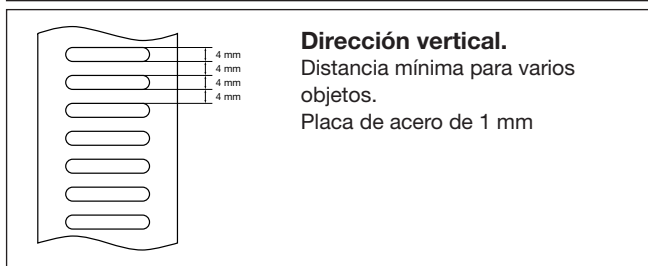 4 mm
4 mm
4 mm
4 mm
Dirección vertical.
Distancia mínima para varios
objetos.
Placa de acero de 1 mm